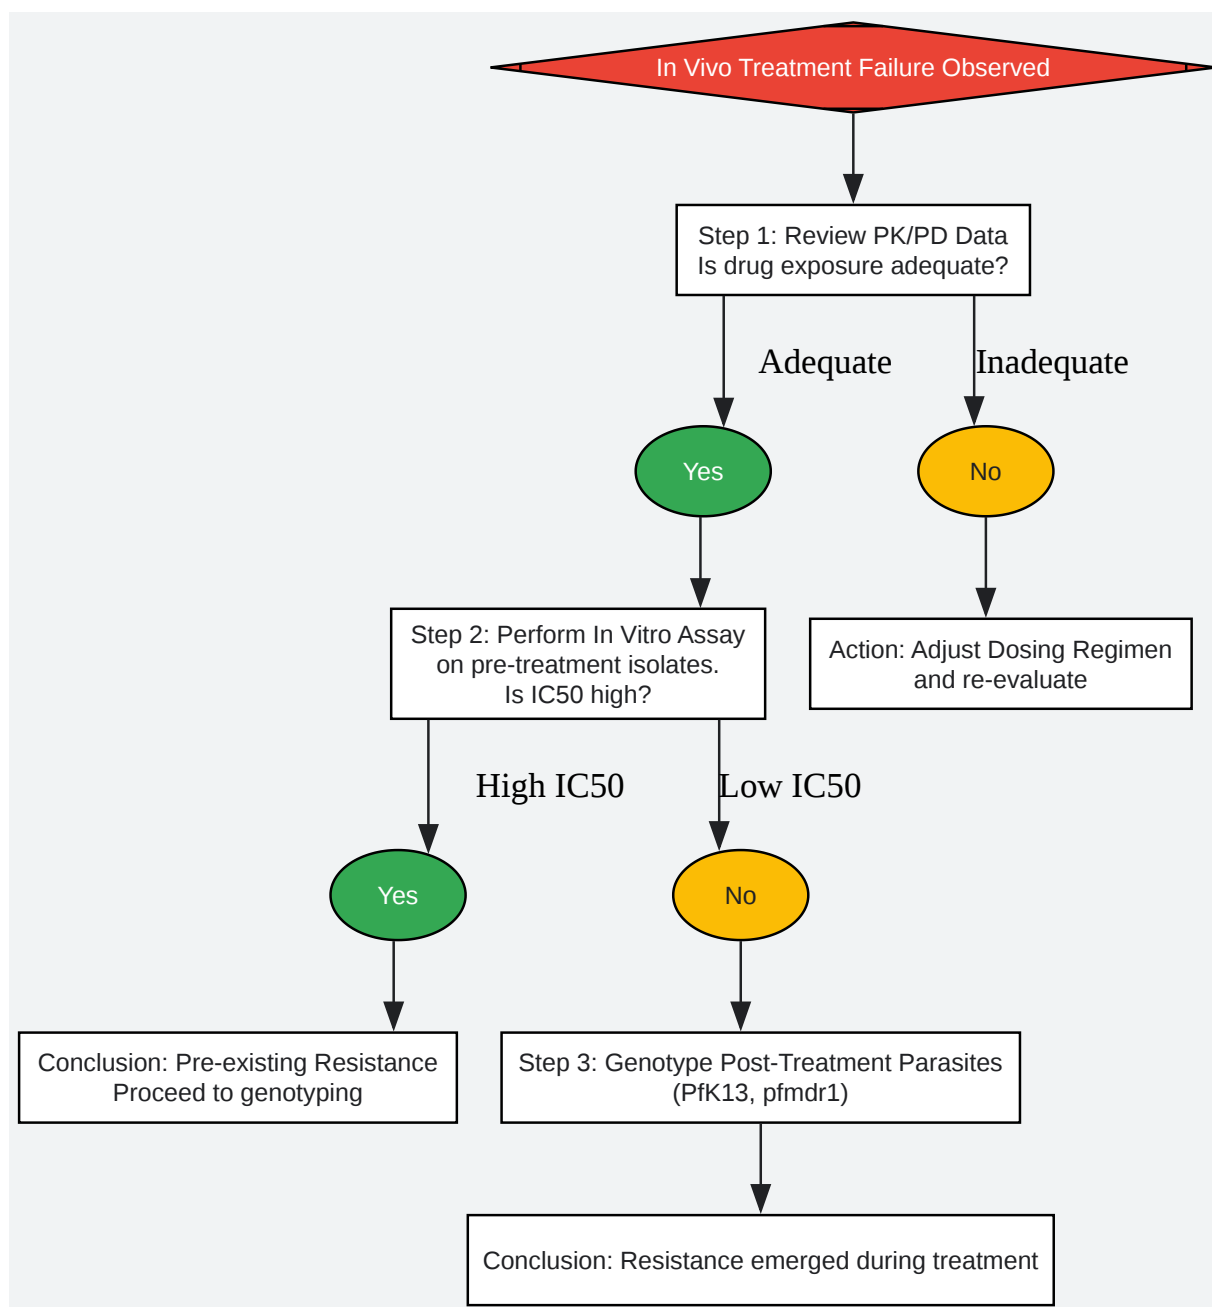 In Vivo Treatment Failure Observed
Step 1: Review PK/PD Data
Is drug exposure adequate?
Adequate
Inadequate
Yes
No
Step 2: Perform In Vitro Assay
on pre-treatment isolates.
Is IC50 high?
Action: Adjust Dosing Regimen
and re-evaluate
High IC50
Low IC50
Yes
No
Conclusion: Pre-existing Resistance
Proceed to genotyping
Step 3: Genotype Post-Treatment Parasites
(PfK13, pfmdr1)
Conclusion: Resistance emerged during treatment